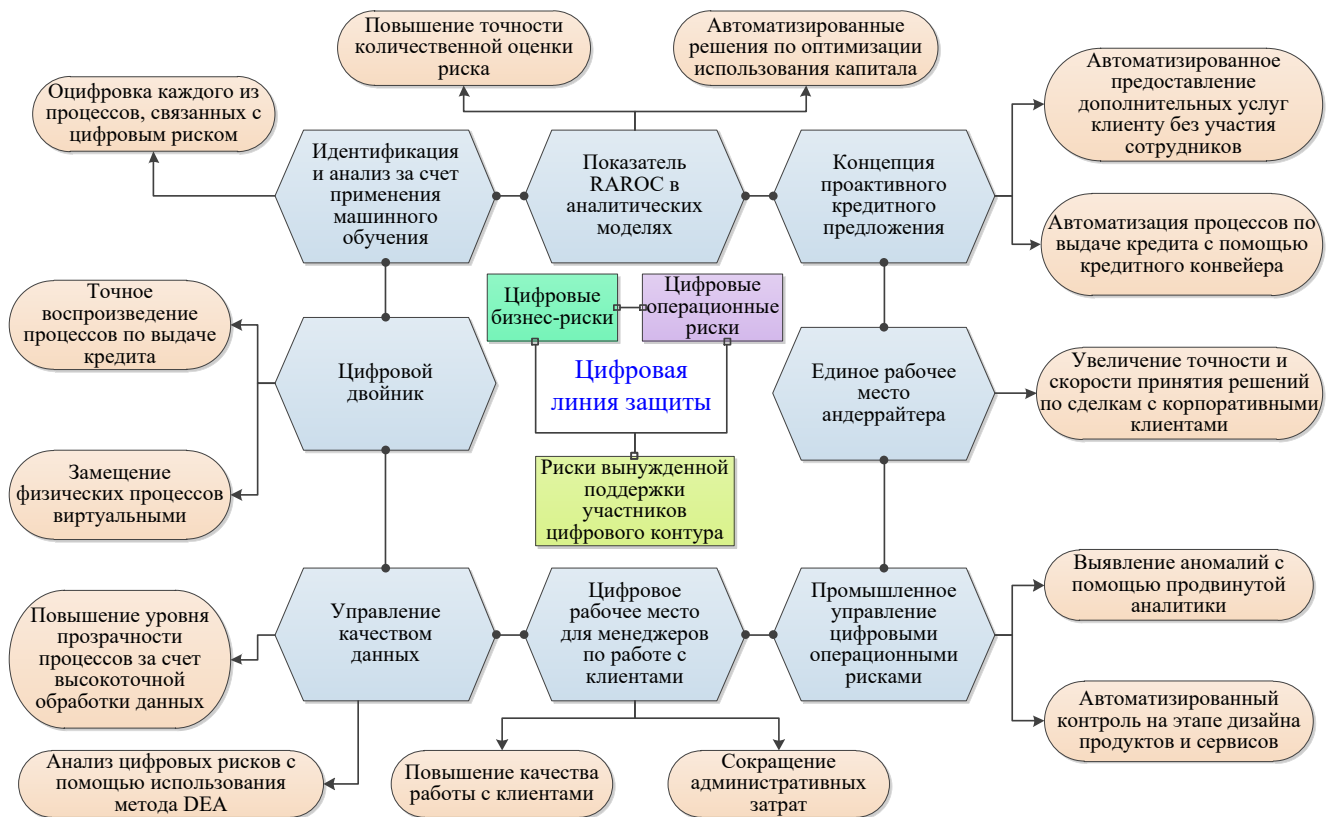 Повышение точности
количественной оценки
риска
Автоматизированные
решения по оптимизации
использования капитала
Оцифровка каждого из
процессов, связанных с
цифровым риском
Автоматизированное
предоставление
дополнительных услуг
клиенту без участия
сотрудников
Идентификация
и анализ за счет
применения
машинного
обучения
Показатель
RAROC в
аналитических
моделях
Концепция
проактивного
кредитного
предложения
Автоматизация процессов по
выдаче кредита с помощью
кредитного конвейера
Точное
воспроизведение
процессов по выдаче
кредита
Цифровые
бизнес-риски
Цифровые
операционные
риски
Цифровой
двойник
Цифровая
линия защиты
Единое рабочее
место
андеррайтера
Увеличение точности и
скорости принятия решений
по сделкам с корпоративными
клиентами
Замещение
физических процессов
виртуальными
Риски вынужденной
поддержки
участников
цифрового контура
Повышение уровня
прозрачности
процессов за счет
высокоточной
обработки данных
Управление
качеством
данных
Цифровое
рабочее место
для менеджеров
по работе с
клиентами
Промышленное
управление
цифровыми
операционными
рисками
Выявление аномалий с
помощью продвинутой
аналитики
Автоматизированный
контроль на этапе дизайна
продуктов и сервисов
Анализ цифровых рисков с
помощью использования
метода DEA
Повышение качества
работы с клиентами
Сокращение
административных
затрат